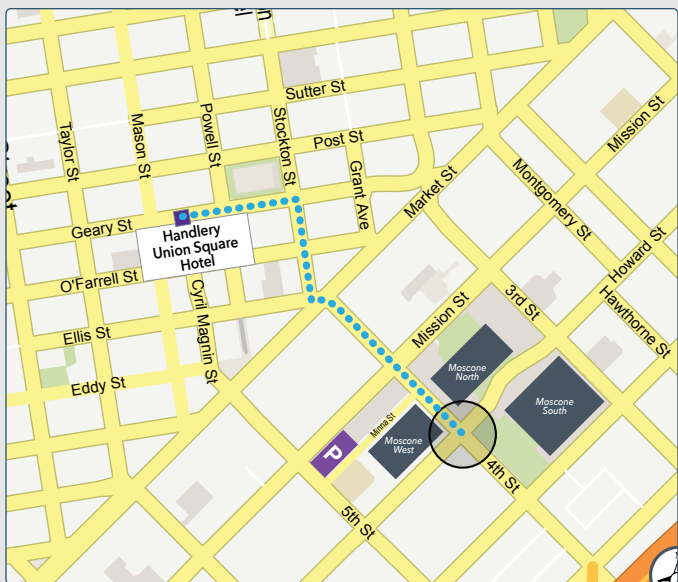 Sutter St
Mission St
Taylor St
Mason St
Powell St
Stockton St
Post St
Grant Ave
Market St
Montgomery St
Geary St
Handlery
Union Square
Hotel
O'Farrell St
Cyril Magnin St
Ellis St
Eddy St
Mission St
3rd St
Howard St
Hawthorne St
Moscone
North
Moscone
South
Minna St
Moscone
West
P
4th St
5th St